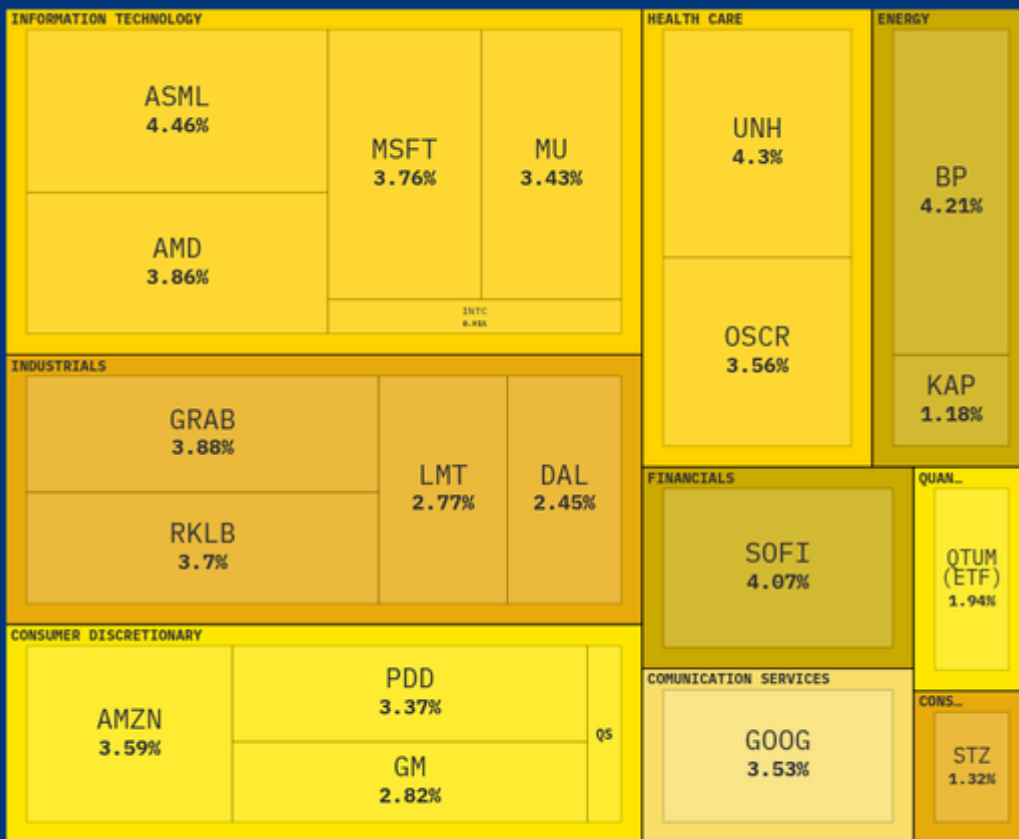 INFORMATION TECHNOLOGY
ASML
4.46%
AMD
3.86%
MSFT
3.76%
MU
3.43%
INTC
INDUSTRIALS
GRAB
3.88%
RKLB
3.7%
LMT
2.77%
DAL
2.45%
CONSUMER DISCRETIONARY
AMZN
3.59%
PDD
3.37%
GM
2.82%
QS
HEALTH CARE
UNH
4.3%
OSCR
3.56%
ENERGY
BP
4.21%
KAP
1.18%
FINANCIALS
SOFI
4.07%
QUAN…
QTUM
(ETF)
1.94%
COMUNICATION SERVICES
GOOG
3.53%
CONS…
STZ
1.32%